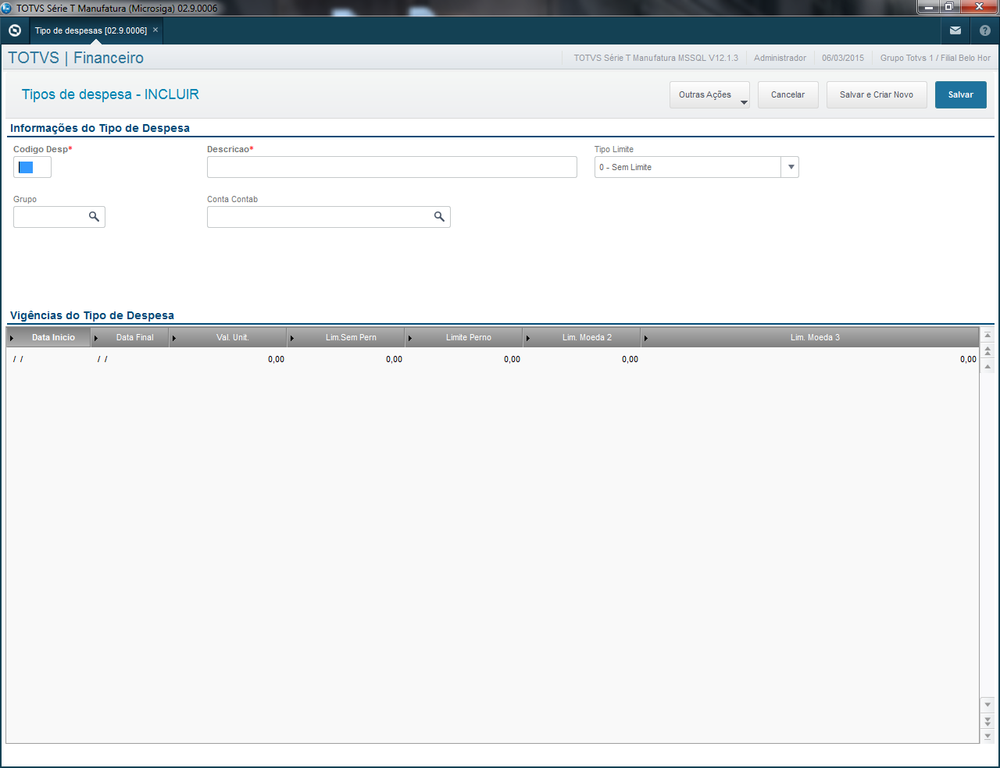 TOTVS Série T Manufatura (Microsiga) 02.9.0006
Tipo de despesas [02.9.0006] ×
TOTVS | Financeiro
TOTVS Série T Manufatura MSSQL V12.1.3
Administrador
06/03/2015
Grupo Totvs 1 / Filial Belo Hor
Tipos de despesa - INCLUIR
Outras Ações
Cancelar
Salvar e Criar Novo
Salvar
Informações do Tipo de Despesa
Codigo Desp*
Descricao*
Tipo Limite
0 - Sem Limite
Grupo
Conta Contab
Vigências do Tipo de Despesa
Data Inicio Data Final Val. Unit. Lim.Sem Pern Limite Perno Lim. Moeda 2 Lim. Moeda 3
/ / / / 0,00 0,00 0,00 0,00 0,00